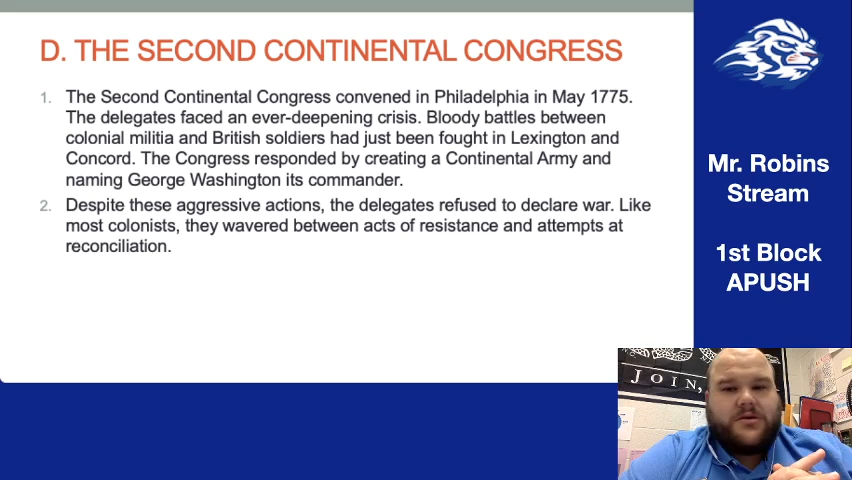 D. THE SECOND CONTINENTAL CONGRESS
1. The Second Continental Congress convened in Philadelphia in May 1775.
The delegates faced an ever-deepening crisis. Bloody battles between
colonial militia and British soldiers had just been fought in Lexington and
Concord. The Congress responded by creating a Continental Army and
naming George Washington its commander.
2. Despite these aggressive actions, the delegates refused to declare war. Like
most colonists, they wavered between acts of resistance and attempts at
reconciliation.
Mr. Robins
Stream
1st Block
APUSH
JOIN,